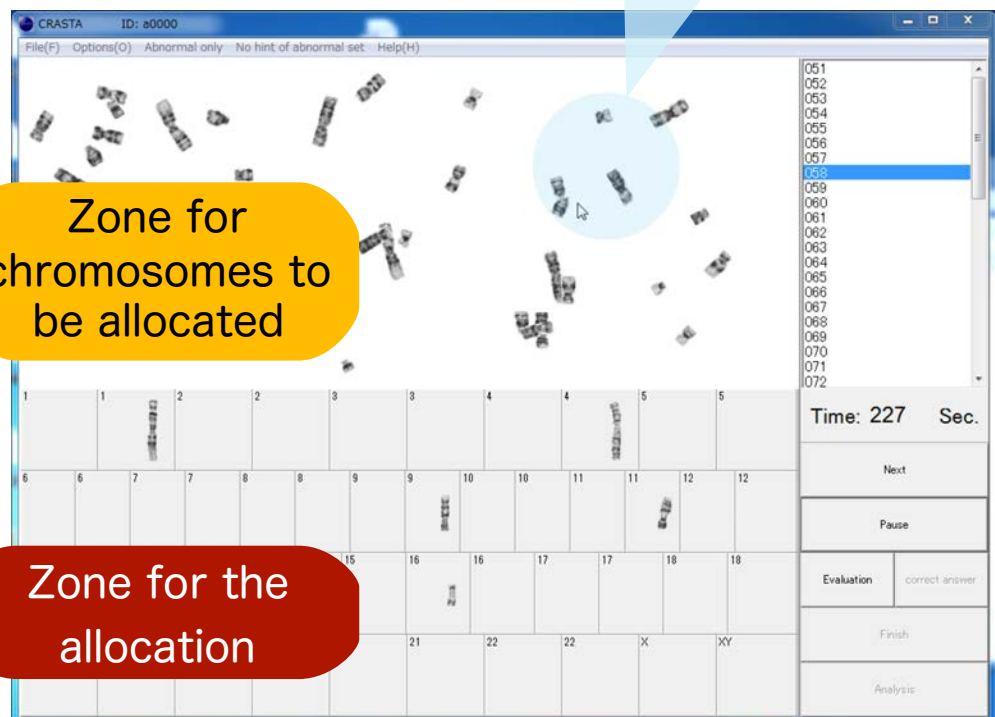 CRASTA ID: a0000
File(F) Options(O) Abnormal only No hint of abnormal set Help(H)
051
052
053
054
055
056
057
058
059
060
061
062
063
064
065
066
067
068
069
070
071
072
Zone for
chromosomes to
be allocated
Time: 227 Sec.
Next
Pause
Evaluation correct answer
Finish
Analysis
1 1 2 2 3 3 4 4 5 5
6 6 7 7 8 8 9 9 10 10 11 11 12 12
15 16 16 17 17 18 18
21 22 22 X XY
Zone for the
allocation